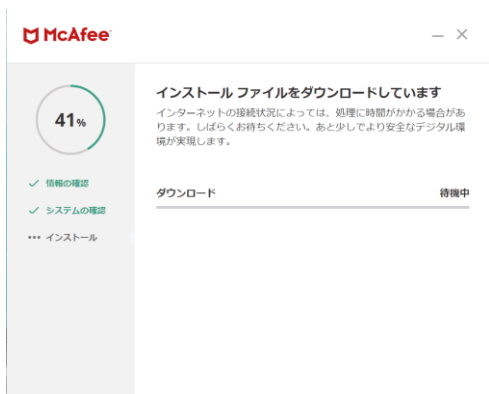 McAfee
インストール ファイルをダウンロードしています
インターネットの接続状況によっては、処理に時間がかかる場合があ
ります。しばらくお待ちください。あと少しでより安全なデジタル環
境が実現します。
41%
情報の確認
システムの確認
インストール
ダウンロード 待機中